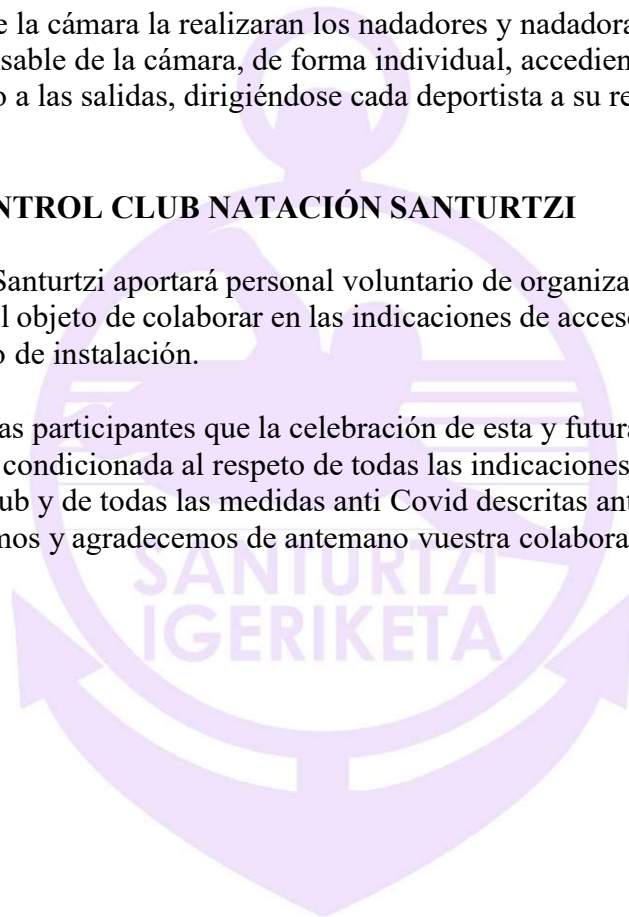 e la cámara la realizaran los nadadores y nadadora
nsable de la cámara, de forma individual, accedien
o a las salidas, dirigiéndose cada deportista a su re
NTROL CLUB NATACIÓN SANTURTZI
Santurtzi aportará personal voluntario de organiza
l objeto de colaborar en las indicaciones de acceso
o de instalación.
as participantes que la celebración de esta y futura
condicionada al respeto de todas las indicaciones
ub y de todas las medidas anti Covid descritas ant
mos y agradecemos de antemano vuestra colabora
SANTURTZI
IGERIKETA